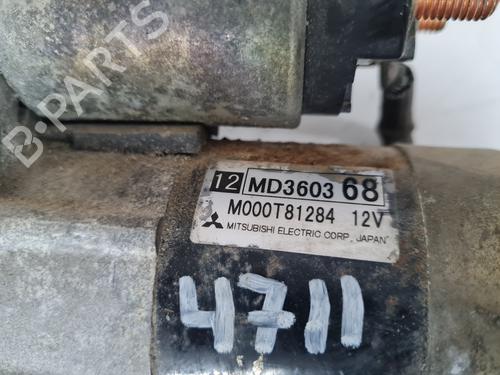 B-PARTS
12 MD3603 68
M000T81284 12V
MITSUBISHI ELECTRIC CORP. JAPAN
4711